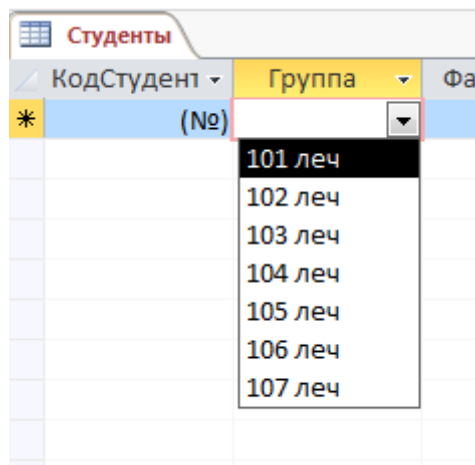 Студенты
КодСтудент Группа Фа
(№)
101 леч
102 леч
103 леч
104 леч
105 леч
106 леч
107 леч